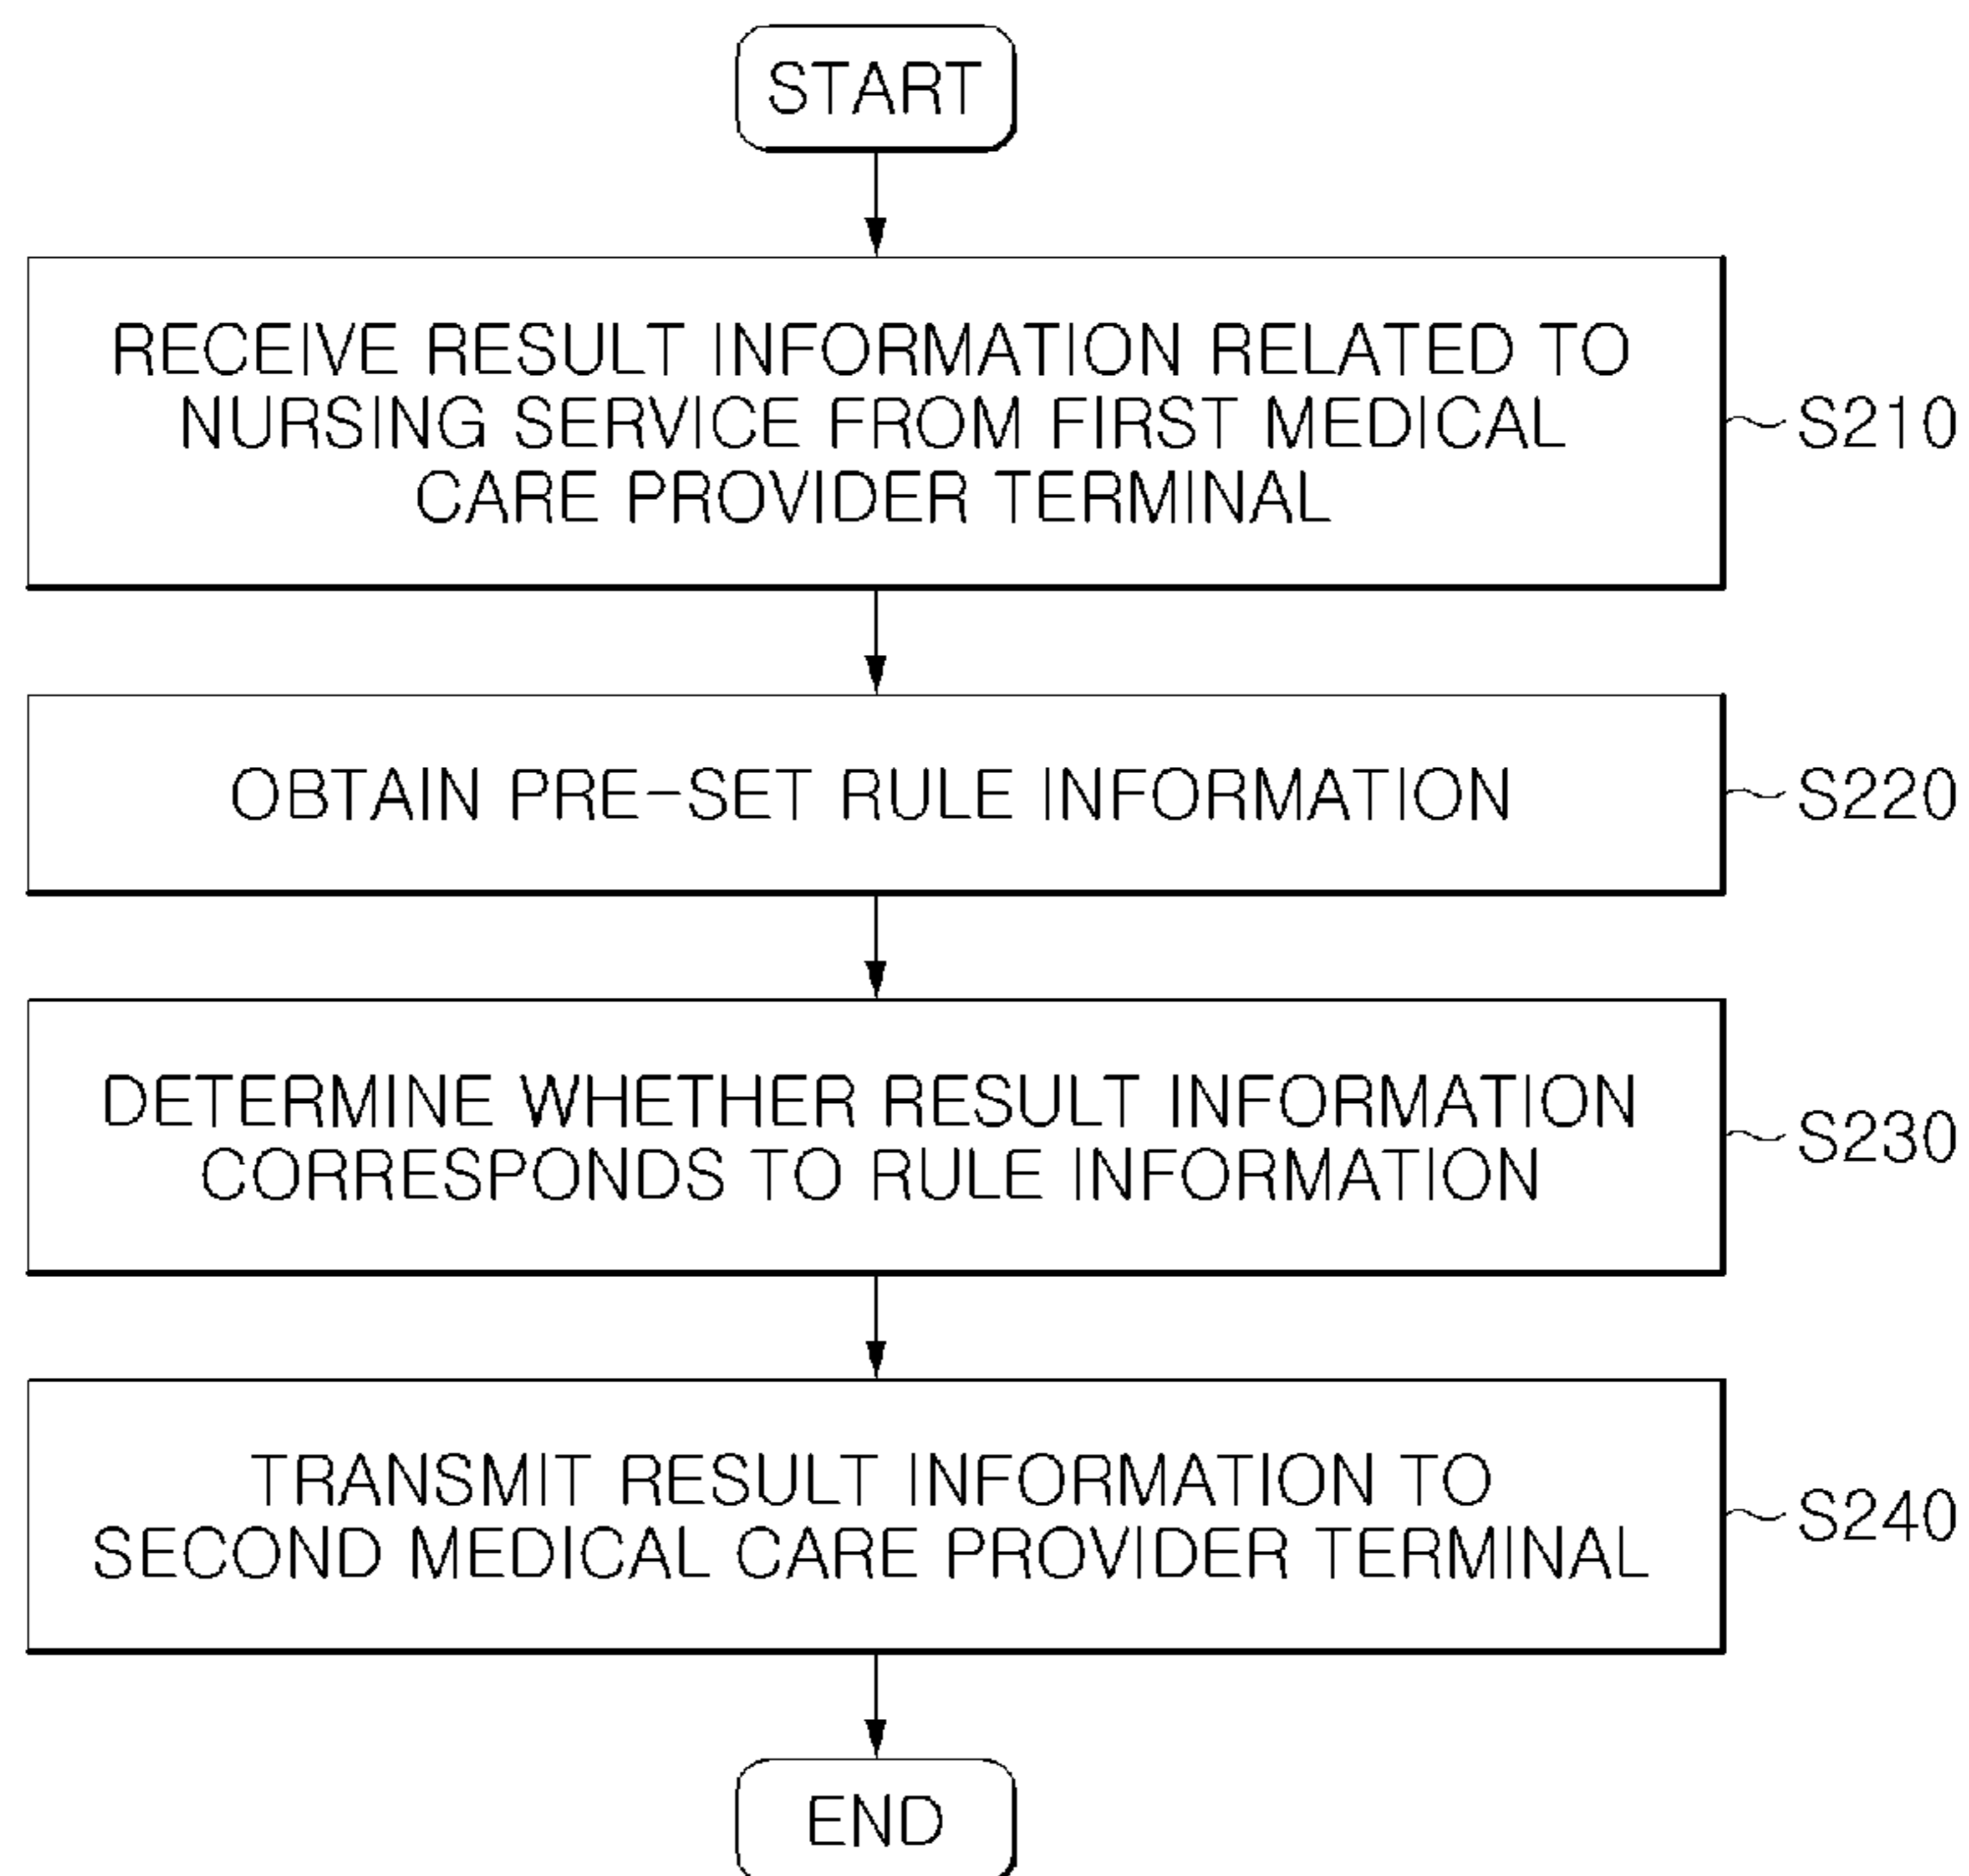 START
RECEIVE RESULT INFORMATION RELATED TO
NURSING SERVICE FROM FIRST MEDICAL
CARE PROVIDER TERMINAL
S210
OBTAIN PRE-SET RULE INFORMATION
S220
DETERMINE WHETHER RESULT INFORMATION
CORRESPONDS TO RULE INFORMATION
S230
TRANSMIT RESULT INFORMATION TO
SECOND MEDICAL CARE PROVIDER TERMINAL
S240
END